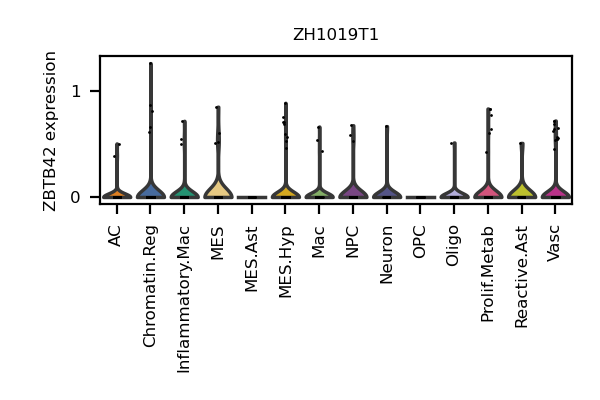 ZH1019T1
ZBTB42 expression
1
0
AC
Chromatin.Reg
Inflammatory.Mac
MES
MES.Ast
MES.Hyp
Mac
NPC
Neuron
OPC
Oligo
Prolif.Metab
Reactive.Ast
Vasc